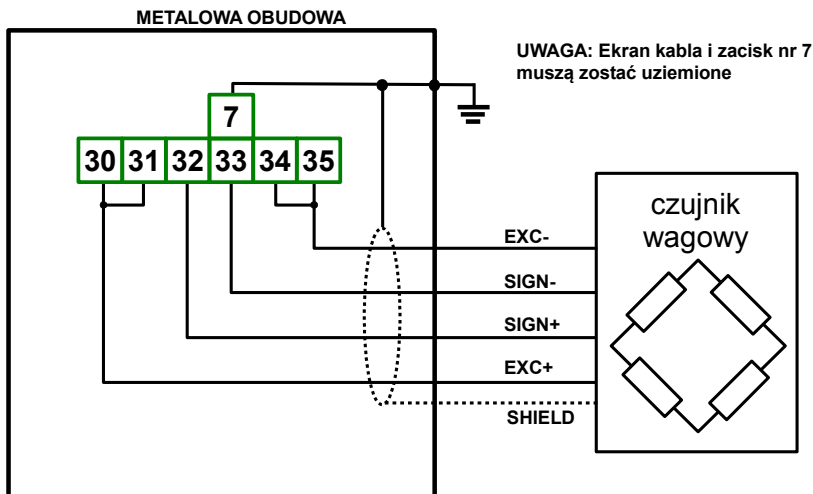 METALOWA OBUDOWA
UWAGA: Ekran kabla i zacisk nr 7
muszą zostać uziemione
7
30 31 32 33 34 35
czujnik
wagowy
EXC-
SIGN-
SIGN+
EXC+
SHIELD